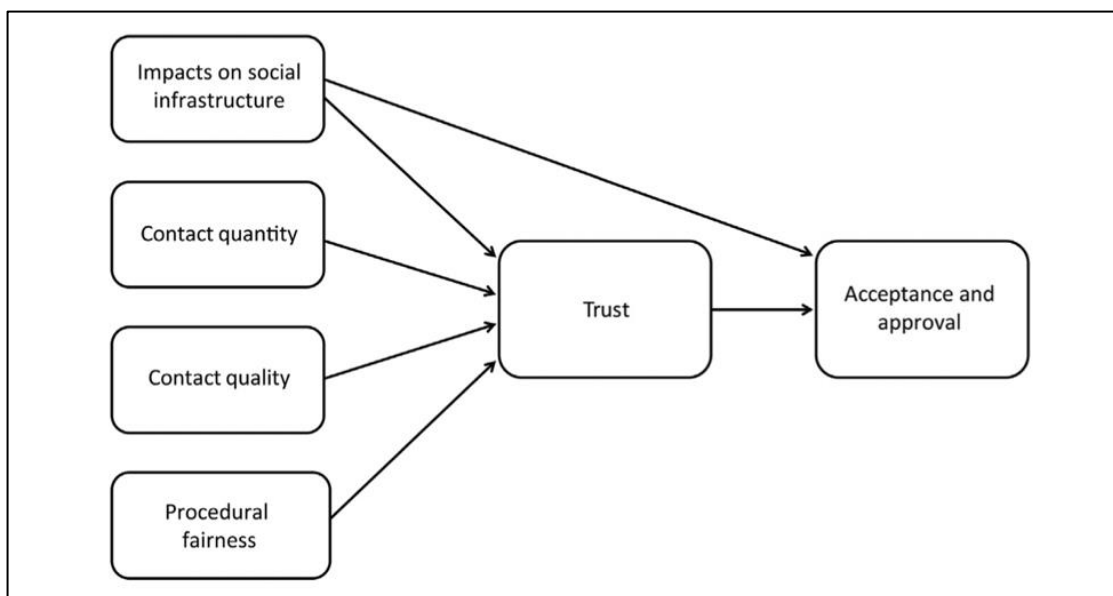 Impacts on social
infrastructure
Contact quantity
Contact quality
Procedural
fairness
Trust
Acceptance and
approval